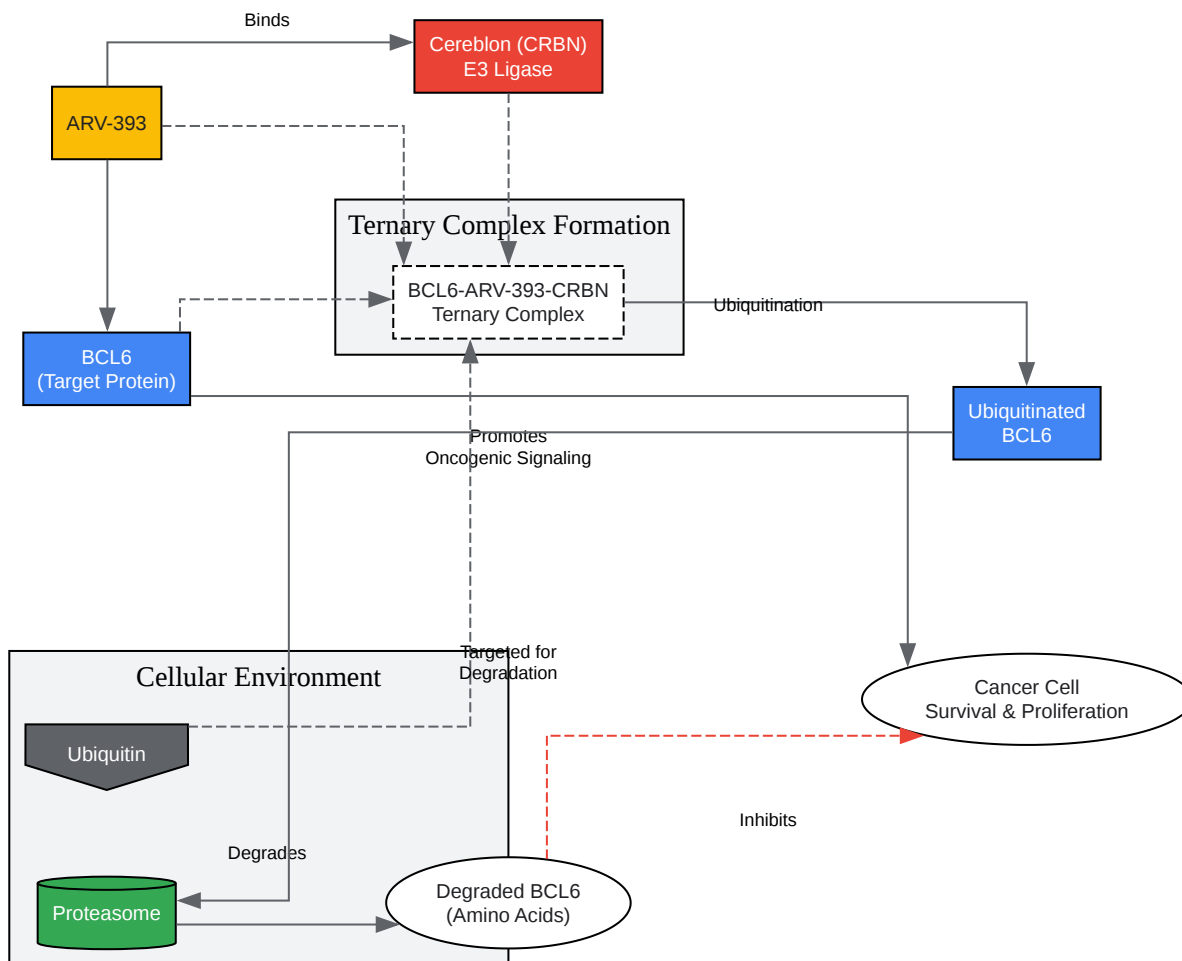 Binds
Cereblon (CRBN)
E3 Ligase
ARV-393
Ternary Complex Formation
BCL6-ARV-393-CRBN
Ternary Complex
Ubiquitination
BCL6
(Target Protein)
Ubiquitinated
BCL6
Promotes
Oncogenic Signaling
Targeted for
Degradation
Cellular Environment
Cancer Cell
Survival & Proliferation
Ubiquitin
Inhibits
Degrades
Degraded BCL6
(Amino Acids)
Proteasome